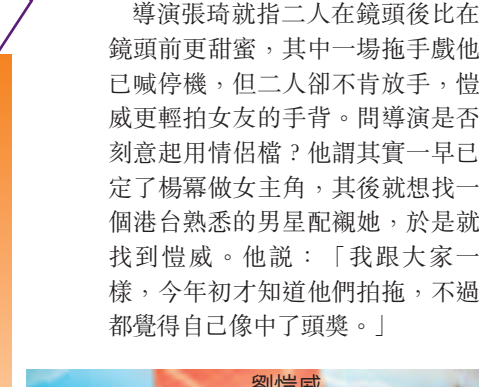 導演張琦就指二人在鏡頭後比在
鏡頭前更甜蜜，其中一場拖手戲他
已喊停機，但二人卻不肯放手，愷
威更輕拍女友的手背。問導演是否
刻意起用情侶檔？他謂其實一早已
定了楊冪做女主角，其後就想找一
個港台熟悉的男星配襯她，於是就
找到愷威。他説：「我跟大家一
樣，今年初才知道他們拍拖，不過
都覺得自己像中了頭獎。」
劉愷威